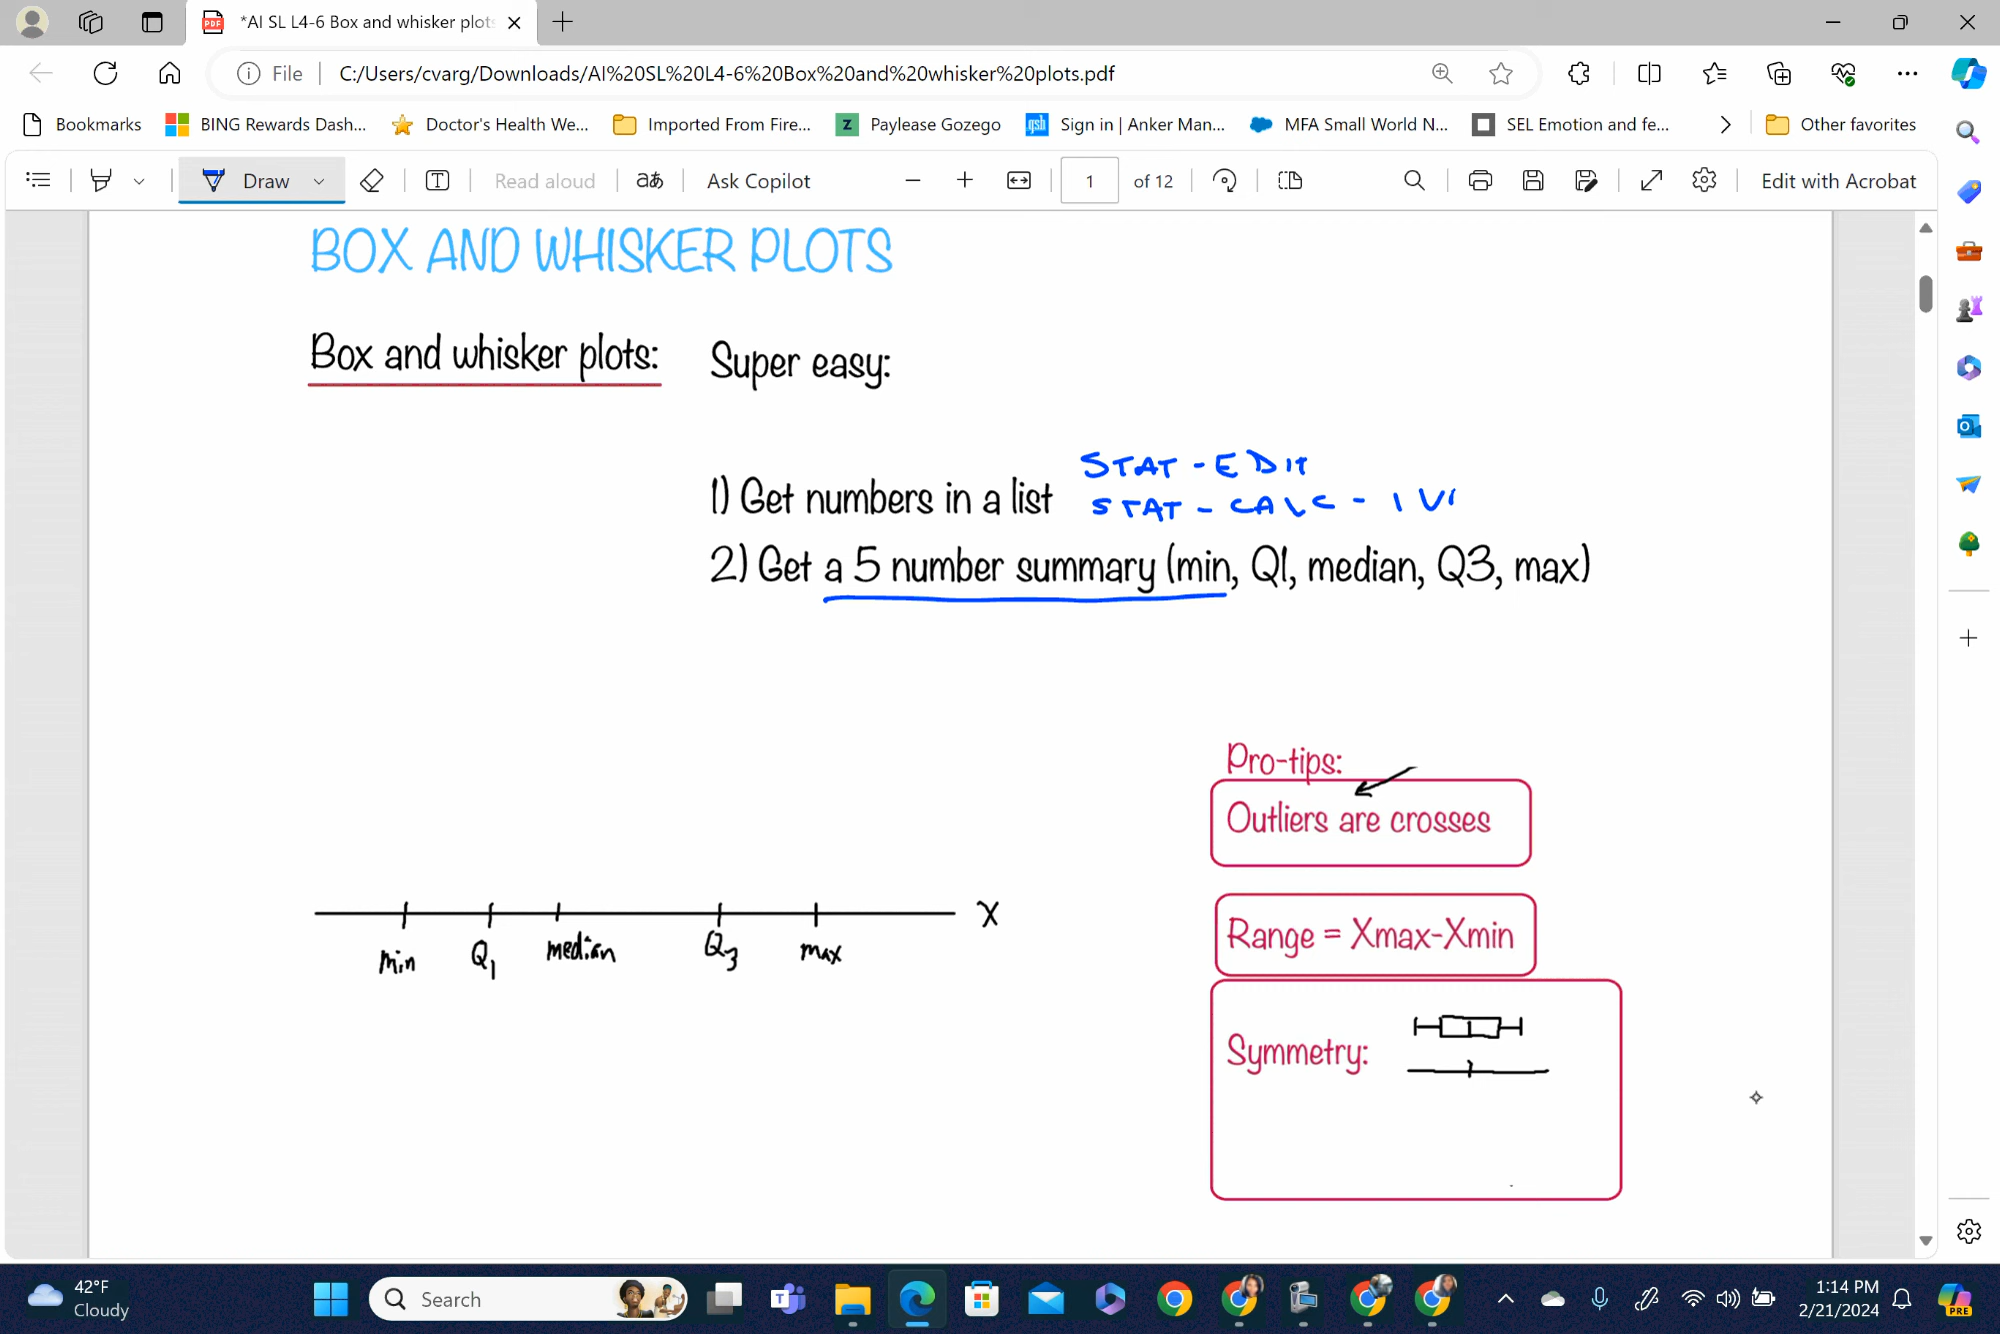 *AI SL L4-6 Box and whisker plots
File C:/Users/cvarg/Downloads/AI%20SL%20L4-6%20Box%20and%20whisker%20plots.pdf
Bookmarks BING Rewards Dash... Doctor's Health We... Imported From Fire... Z Paylease Gozego gsh Sign in | Anker Man... MFA Small World N... SEL Emotion and fe... Other favorites
Draw T Read aloud aあ Ask Copilot 1 of 12 Edit with Acrobat
BOX AND WHISKER PLOTS
Box and whisker plots: Super easy:
STAT - EDIT
1) Get numbers in a list STAT - CALC - 1 V
2) Get a 5 number summary (min, Q1, median, Q3, max)
Pro-tips:
Outliers are crosses
X
min Q1 median Q3 max
Range = Xmax-Xmin
Symmetry:
42°F
Cloudy
Search
1:14 PM
2/21/2024
PRE